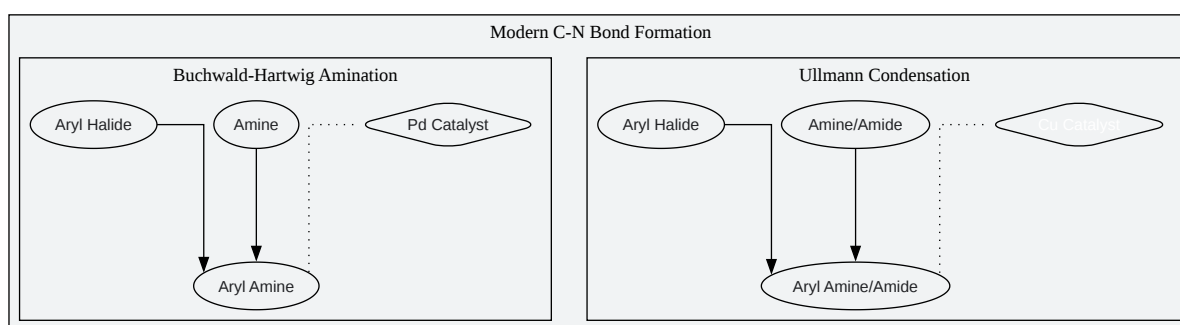 Modern C-N Bond Formation
Buchwald-Hartwig Amination
Ullmann Condensation
Aryl Halide
Amine
Pd Catalyst
Aryl Halide
Amine/Amide
Cu Catalyst
Aryl Amine
Aryl Amine/Amide